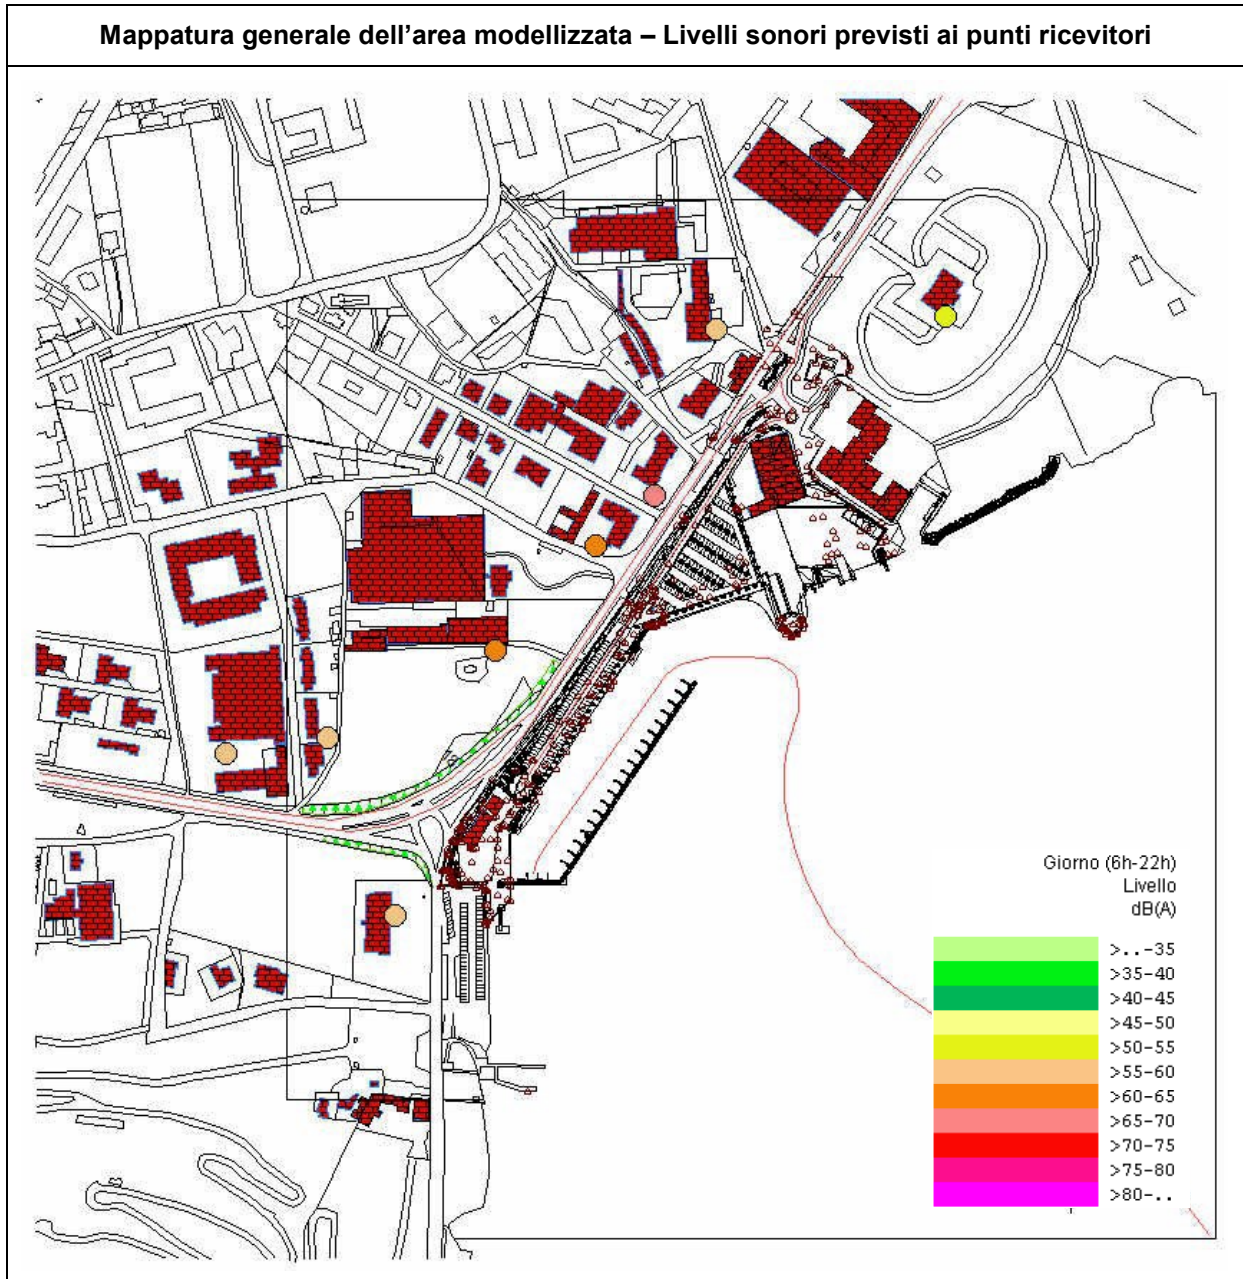 Mappatura generale dell’area modellizzata – Livelli sonori previsti ai punti ricevitori
Giorno (6h-22h)
Livello
dB(A)
>..-35
>35-40
>40-45
>45-50
>50-55
>55-60
>60-65
>65-70
>70-75
>75-80
>80-..